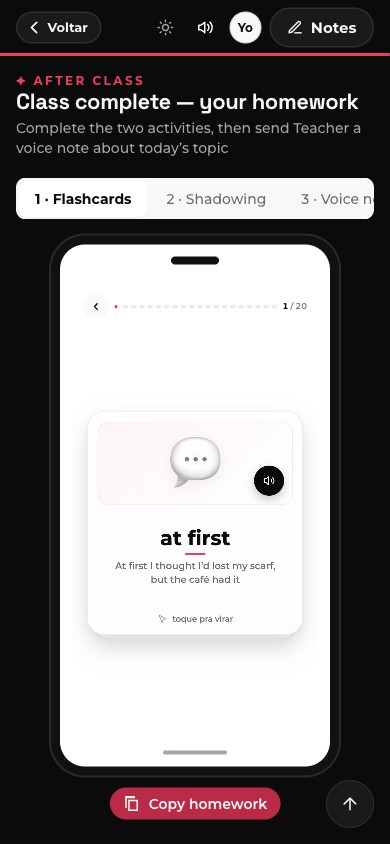 Voltar
Yo
Notes
AFTER CLASS
Class complete — your homework
Complete the two activities, then send Teacher a
voice note about today's topic
1 · Flashcards
2 · Shadowing
3 · Voice n
1 / 20
at first
At first I thought I'd lost my scarf,
but the café had it
toque pra virar
Copy homework